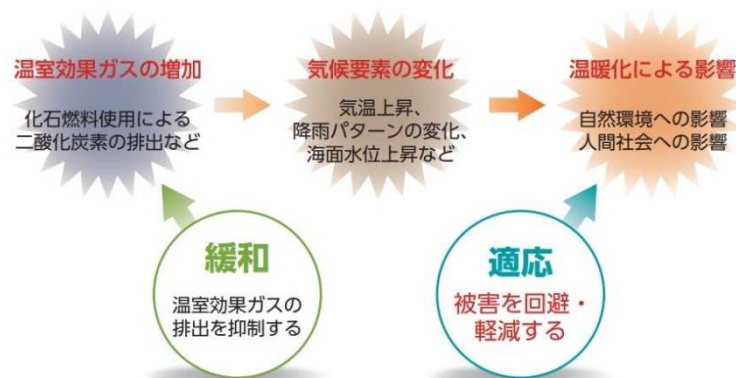 温室効果ガスの増加
化石燃料使用による
二酸化炭素の排出など
気候要素の変化
気温上昇、
降雨パターンの変化、
海面水位上昇など
温暖化による影響
自然環境への影響
人間社会への影響
緩和
温室効果ガスの
排出を抑制する
適応
被害を回避・
軽減する